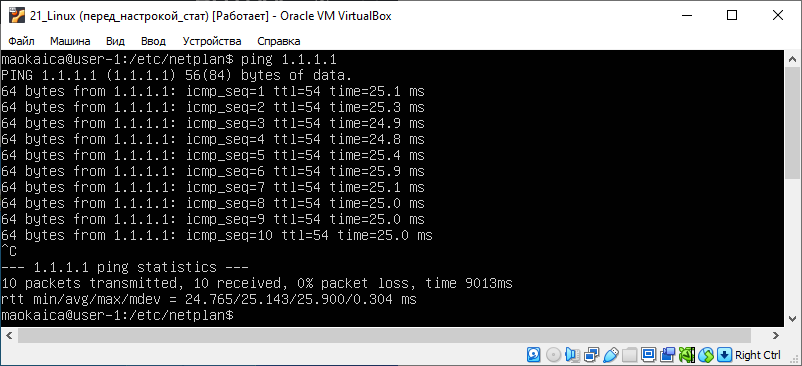 21_Linux (перед_настрокой_стат) [Работает] - Oracle VM VirtualBox
Файл Машина Вид Ввод Устройства Справка
maokaica@user-1:/etc/netplan$ ping 1.1.1.1
PING 1.1.1.1 (1.1.1.1) 56(84) bytes of data.
64 bytes from 1.1.1.1: icmp_seq=1 ttl=54 time=25.1 ms
64 bytes from 1.1.1.1: icmp_seq=2 ttl=54 time=25.3 ms
64 bytes from 1.1.1.1: icmp_seq=3 ttl=54 time=24.9 ms
64 bytes from 1.1.1.1: icmp_seq=4 ttl=54 time=24.8 ms
64 bytes from 1.1.1.1: icmp_seq=5 ttl=54 time=25.4 ms
64 bytes from 1.1.1.1: icmp_seq=6 ttl=54 time=25.9 ms
64 bytes from 1.1.1.1: icmp_seq=7 ttl=54 time=25.1 ms
64 bytes from 1.1.1.1: icmp_seq=8 ttl=54 time=25.0 ms
64 bytes from 1.1.1.1: icmp_seq=9 ttl=54 time=25.0 ms
64 bytes from 1.1.1.1: icmp_seq=10 ttl=54 time=25.0 ms
^C
--- 1.1.1.1 ping statistics ---
10 packets transmitted, 10 received, 0% packet loss, time 9013ms
rtt min/avg/max/mdev = 24.765/25.143/25.900/0.304 ms
maokaica@user-1:/etc/netplan$
Right Ctrl